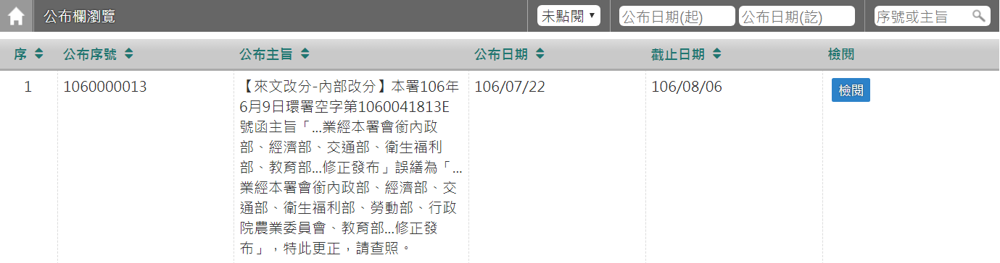 公布欄瀏覽 未點閱 公布日期(起) 公布日期(訖) 序號或主旨
序 公布序號 公布主旨 公布日期 截止日期 檢閱
1 1060000013 【來文改分-內部改分】本署106年 106/07/22 106/08/06 檢閱
6月9日環署空字第1060041813E
號函主旨「...業經本署會銜內政
部、經濟部、交通部、衛生福利
部、教育部...修正發布」誤繕為「...
業經本署會銜內政部、經濟部、交
通部、衛生福利部、勞動部、行政
院農業委員會、教育部...修正發
布」，特此更正，請查照。